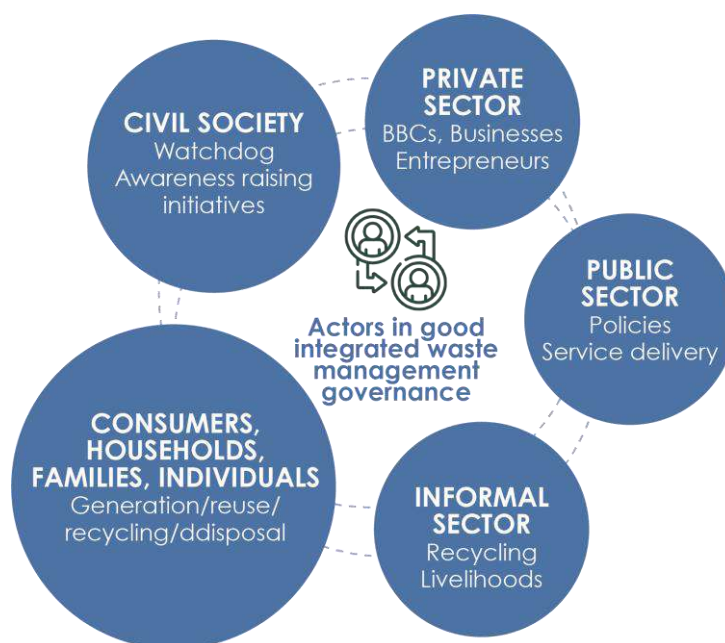 PRIVATE
SECTOR
BBCs, Businesses
Entrepreneurs
CIVIL SOCIETY
Watchdog
Awareness raising
initiatives
PUBLIC
SECTOR
Policies
Service delivery
Actors in good
integrated waste
management
governance
CONSUMERS,
HOUSEHOLDS,
FAMILIES, INDIVIDUALS
Generation/reuse/
recycling/ddisposal
INFORMAL
SECTOR
Recycling
Livelihoods